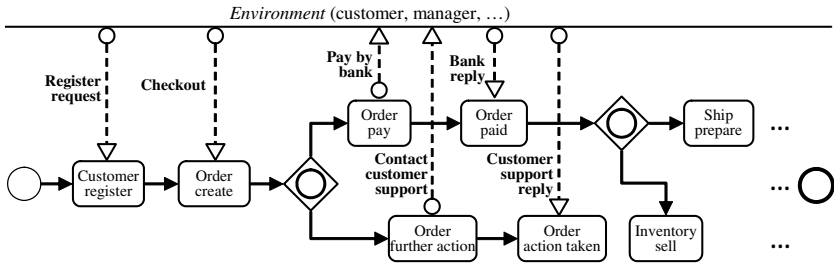 Environment (customer, manager, …)
Register
request
Checkout
Pay by
bank
Bank
reply
Order
pay
Order
paid
Ship
prepare
...
Contact
customer
support
Customer
support
reply
Customer
register
Order
create
...
Order
further action
Order
action taken
Inventory
sell
...